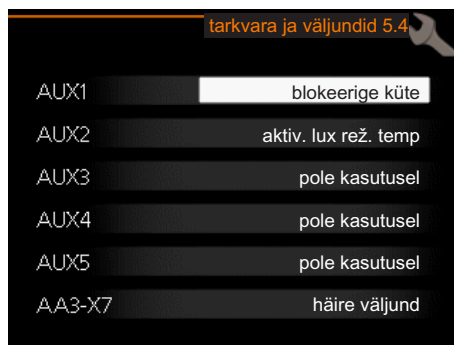 tarkvara ja väljundid 5.4
AUX1 blokeerige küte
AUX2 aktiv. lux rež. temp
AUX3 pole kasutusel
AUX4 pole kasutusel
AUX5 pole kasutusel
AA3-X7 häire väljund